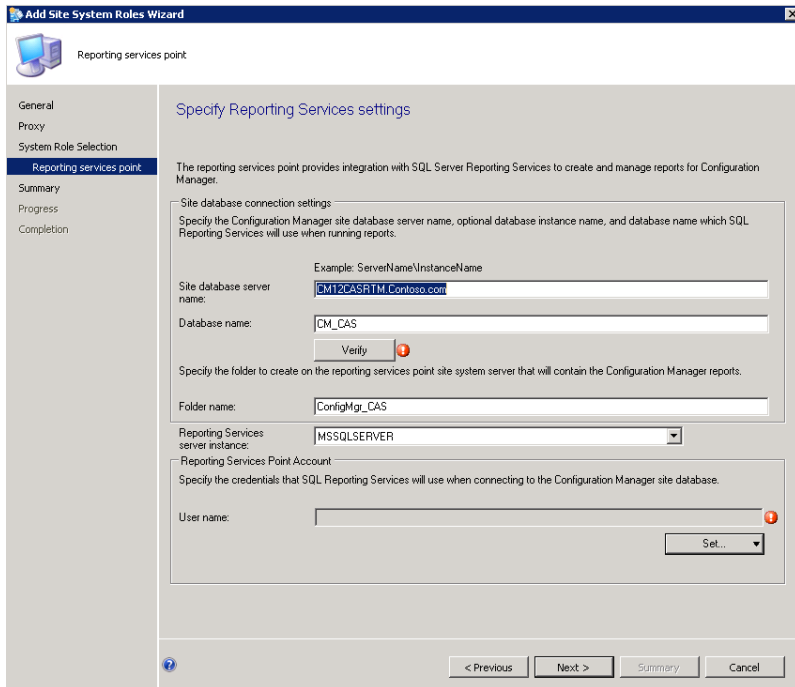 Add Site System Roles Wizard
Reporting services point
General
Proxy
System Role Selection
Reporting services point
Summary
Progress
Completion
Specify Reporting Services settings
The reporting services point provides integration with SQL Server Reporting Services to create and manage reports for Configuration
Manager.
Site database connection settings
Specify the Configuration Manager site database server name, optional database instance name, and database name which SQL
Reporting Services will use when running reports.
Example: ServerName\InstanceName
Site database server
name:
CM12CASRTM.Contoso.com
Database name:
CM_CAS
Verify
Specify the folder to create on the reporting services point site system server that will contain the Configuration Manager reports.
Folder name:
ConfigMgr_CAS
Reporting Services
server instance:
MSSQLSERVER
Reporting Services Point Account
Specify the credentials that SQL Reporting Services will use when connecting to the Configuration Manager site database.
User name:
Set...
< Previous
Next >
Summary
Cancel